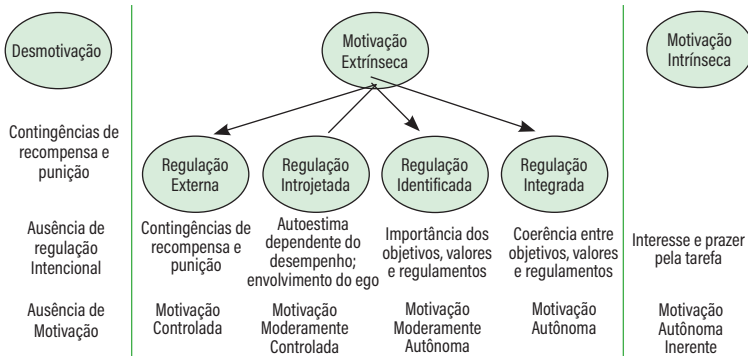 Desmotivação
Motivação
Extrínseca
Motivação
Intrínseca
Contingências de
recompensa e
punição
Regulação
Externa
Regulação
Introjetada
Regulação
Identificada
Regulação
Integrada
Ausência de
regulação
Intencional
Contingências de
recompensa e
punição
Autoestima
dependente do
desempenho;
envolvimento do ego
Importância dos
objetivos, valores
e regulamentos
Coerência entre
objetivos, valores
e regulamentos
Interesse e prazer
pela tarefa
Ausência de
Motivação
Motivação
Controlada
Motivação
Moderamente
Controlada
Motivação
Moderamente
Autônoma
Motivação
Autônoma
Motivação
Autônoma
Inerente